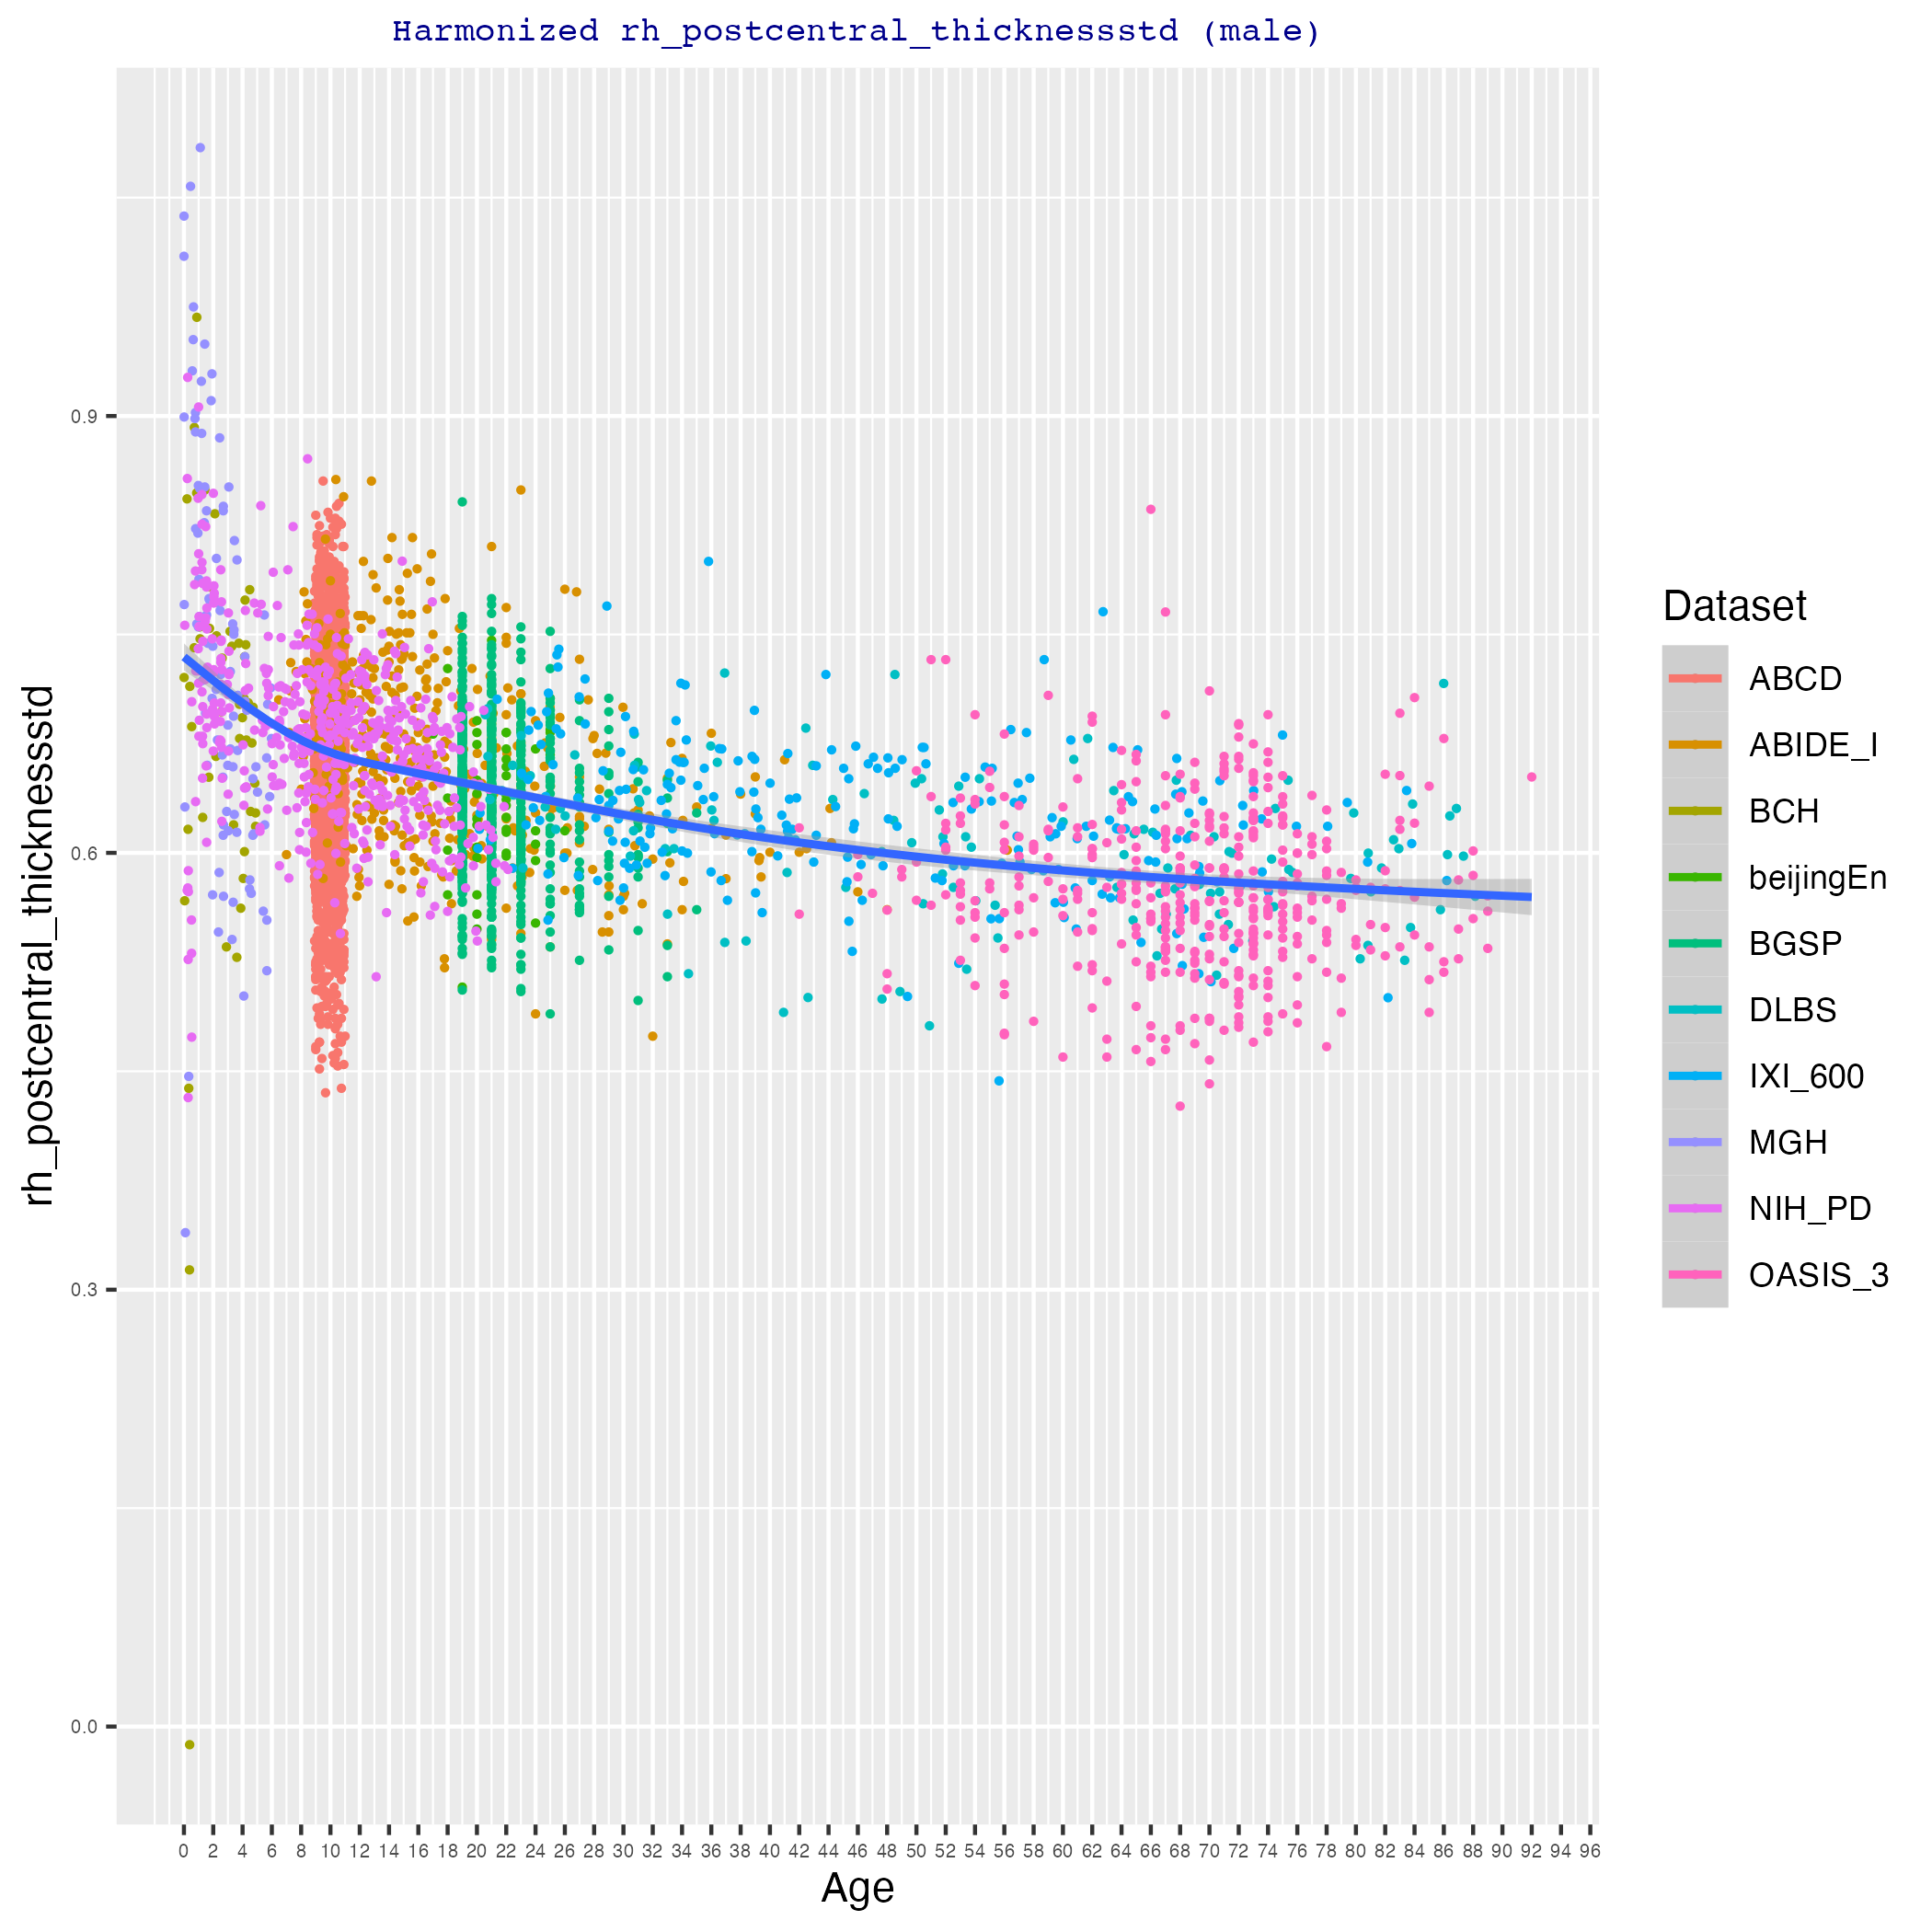 Harmonized rh_postcentral_thicknessstd (male)
rh_postcentral_thicknessstd
0.9
0.6
0.3
0.0
0 2 4 6 8 10 12 14 16 18 20 22 24 26 28 30 32 34 36 38 40 42 44 46 48 50 52 54 56 58 60 62 64 66 68 70 72 74 76 78 80 82 84 86 88 90 92 94 96
Age
Dataset
ABCD
ABIDE_I
BCH
beijingEn
BGSP
DLBS
IXI_600
MGH
NIH_PD
OASIS_3